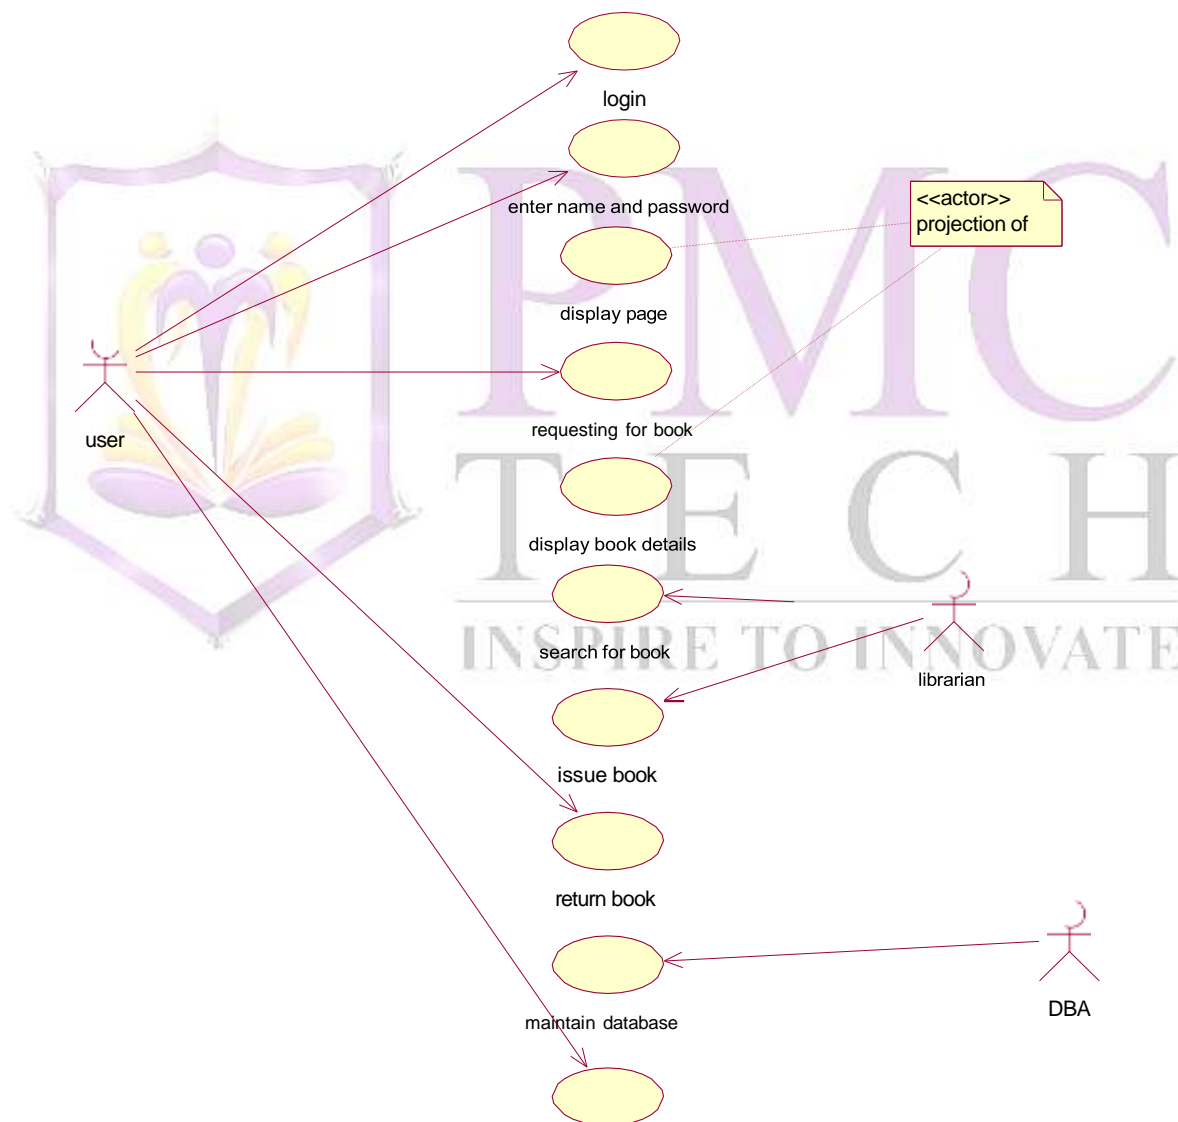 login
enter name and password
<<actor>>
projection of
display page
requesting for book
user
display book details
search for book
librarian
issue book
return book
DBA
maintain database
PMC
TECH
INSPIRE TO INNOVATE